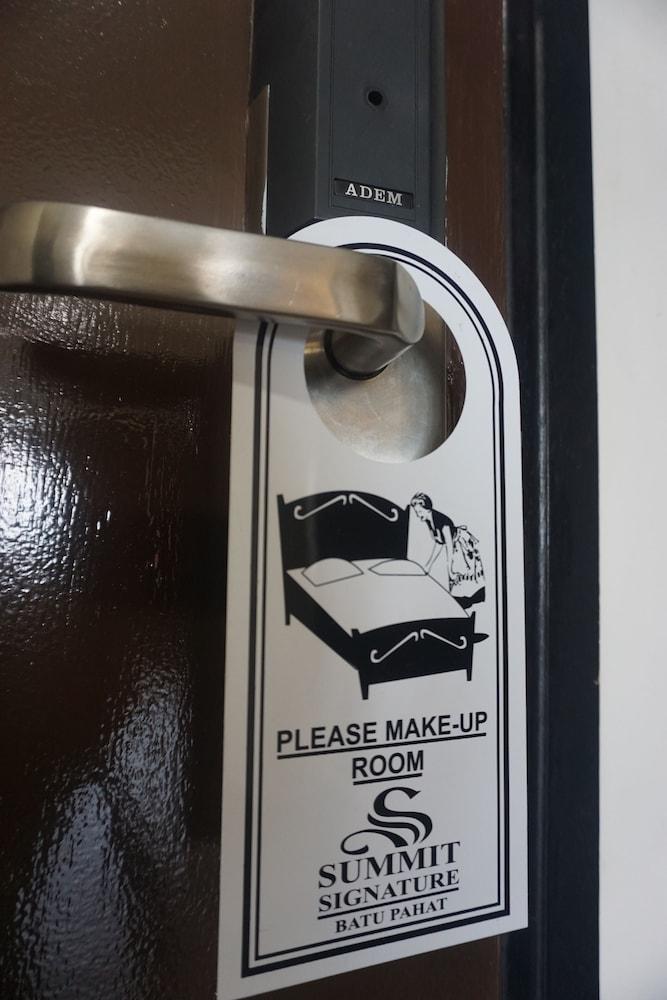 ADEM
PLEASE MAKE-UP
ROOM
SUMMIT
SIGNATURE
BATU PAHAT